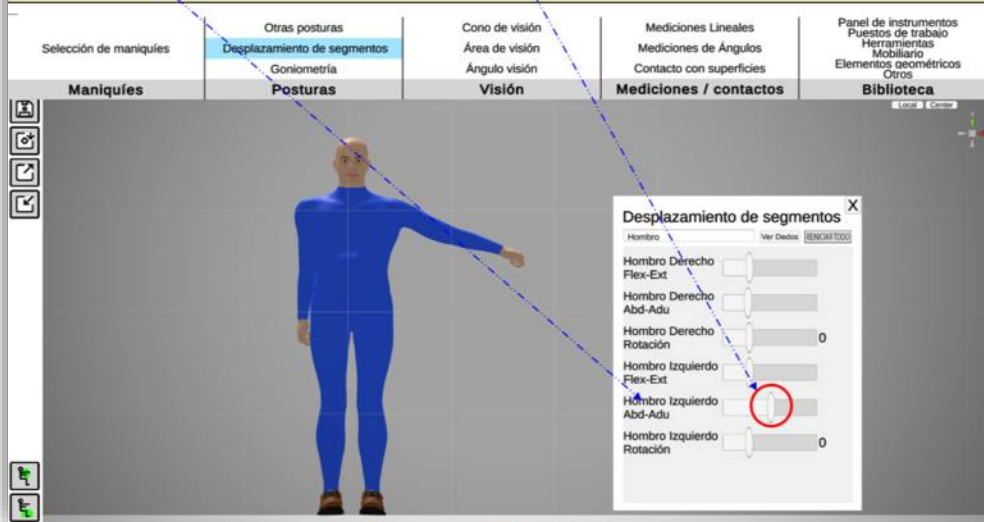 Selección de maniquíes
Otras posturas
Desplazamiento de segmentos
Goniometría
Cono de visión
Área de visión
Ángulo visión
Mediciones Lineales
Mediciones de Ángulos
Contacto con superficies
Panel de instrumentos
Puestos de trabajo
Herramientas
Mobiliario
Elementos geométricos
Otros
Maniquíes
Posturas
Visión
Mediciones / contactos
Biblioteca
Local
Center
X
Desplazamiento de segmentos
Hombro
Ver Dedos
REINICIAR TODO
Hombro Derecho
Flex-Ext
Hombro Derecho
Abd-Adu
Hombro Derecho
Rotación
0
Hombro Izquierdo
Flex-Ext
Hombro Izquierdo
Abd-Adu
Hombro Izquierdo
Rotación
0